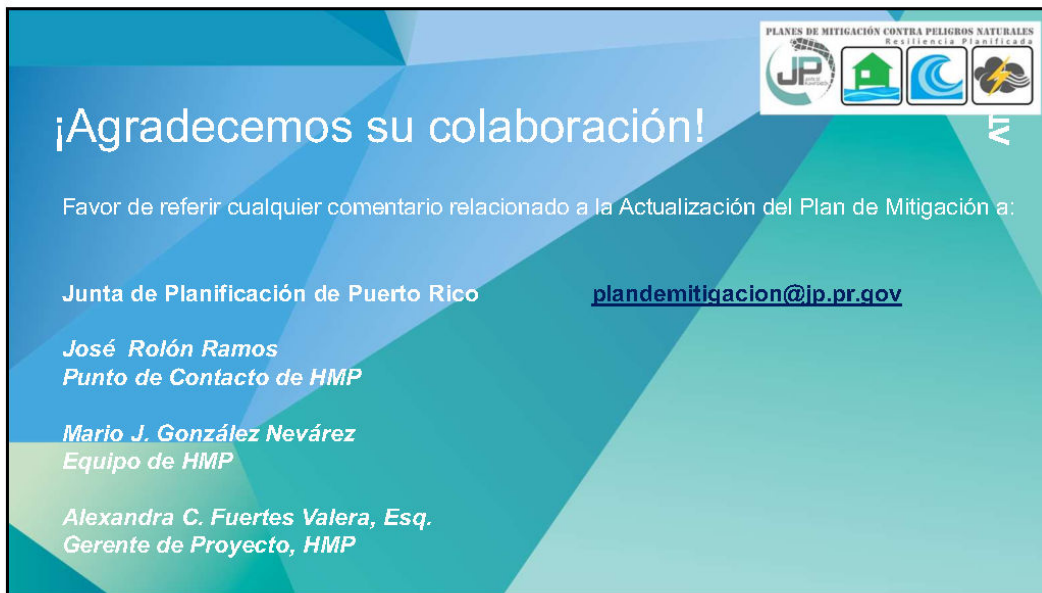 PLANES DE MITIGACIÓN CONTRA PELIGROS NATURALES
Resiliencia Planificada
JP
¡Agradecemos su colaboración!
Favor de referir cualquier comentario relacionado a la Actualización del Plan de Mitigación a:
Junta de Planificación de Puerto Rico plandemitigacion@jp.pr.gov
José Rolón Ramos
Punto de Contacto de HMP
Mario J. González Nevárez
Equipo de HMP
Alexandra C. Fuertes Valera, Esq.
Gerente de Proyecto, HMP